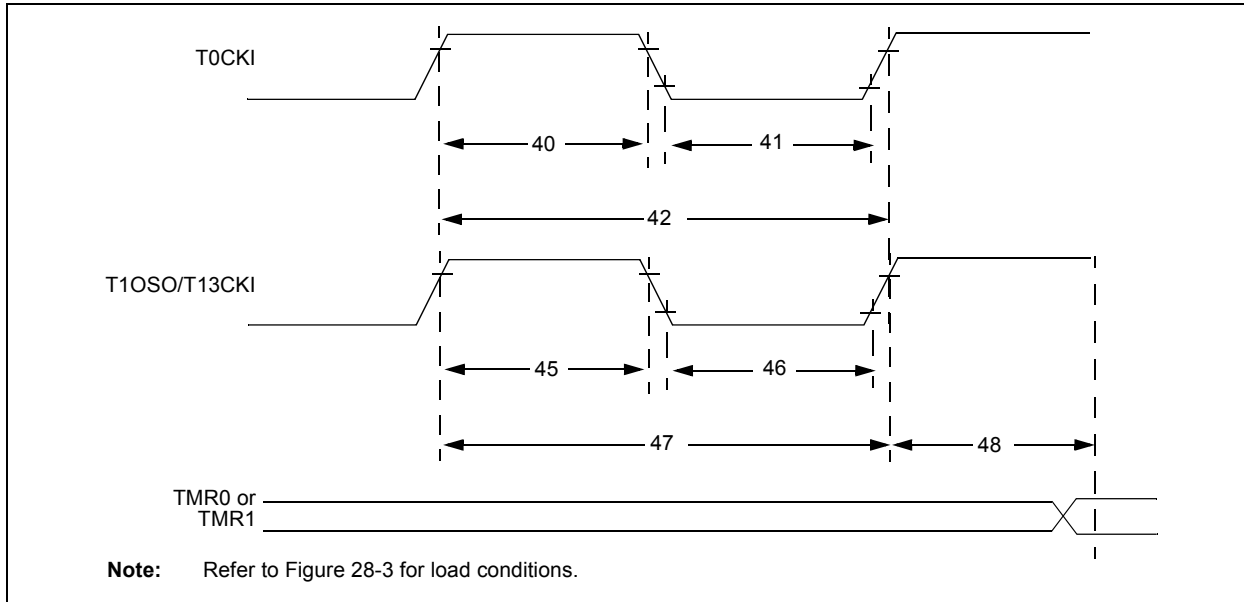 T0CKI
40
41
42
T1OSO/T13CKI
45
46
47
48
TMR0 or
TMR1
Note: Refer to Figure 28-3 for load conditions.